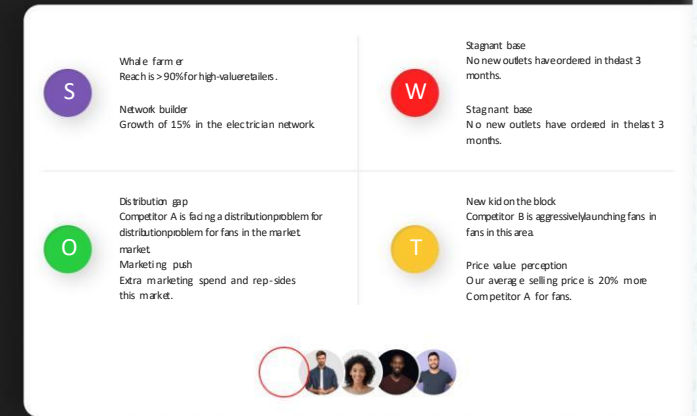 S
Whale farmer
Reach is > 90% for high-value retailers.
Network builder
Growth of 15% in the electrician network.
W
Stagnant base
No new outlets have ordered in the last 3
months.
Stagnant base
No new outlets have ordered in the last 3
months.
O
Distribution gap
Competitor A is facing a distribution problem for
distribution problem for fans in the market.
market.
Marketing push
Extra marketing spend and rep-sides
this market.
T
New kid on the block
Competitor B is aggressively launching fans in
fans in this area.
Price value perception
Our average selling price is 20% more
Competitor A for fans.